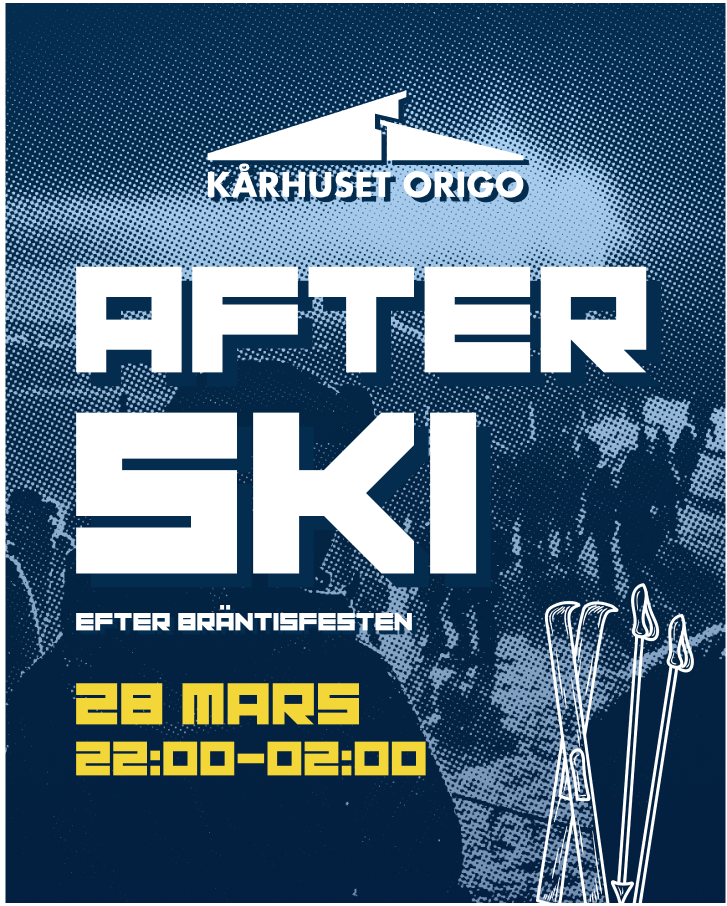 KÅRHUSET ORIGO
AFTER
SKI
EFTER BRÄNTISFESTEN
28 MARS
22:00-02:00